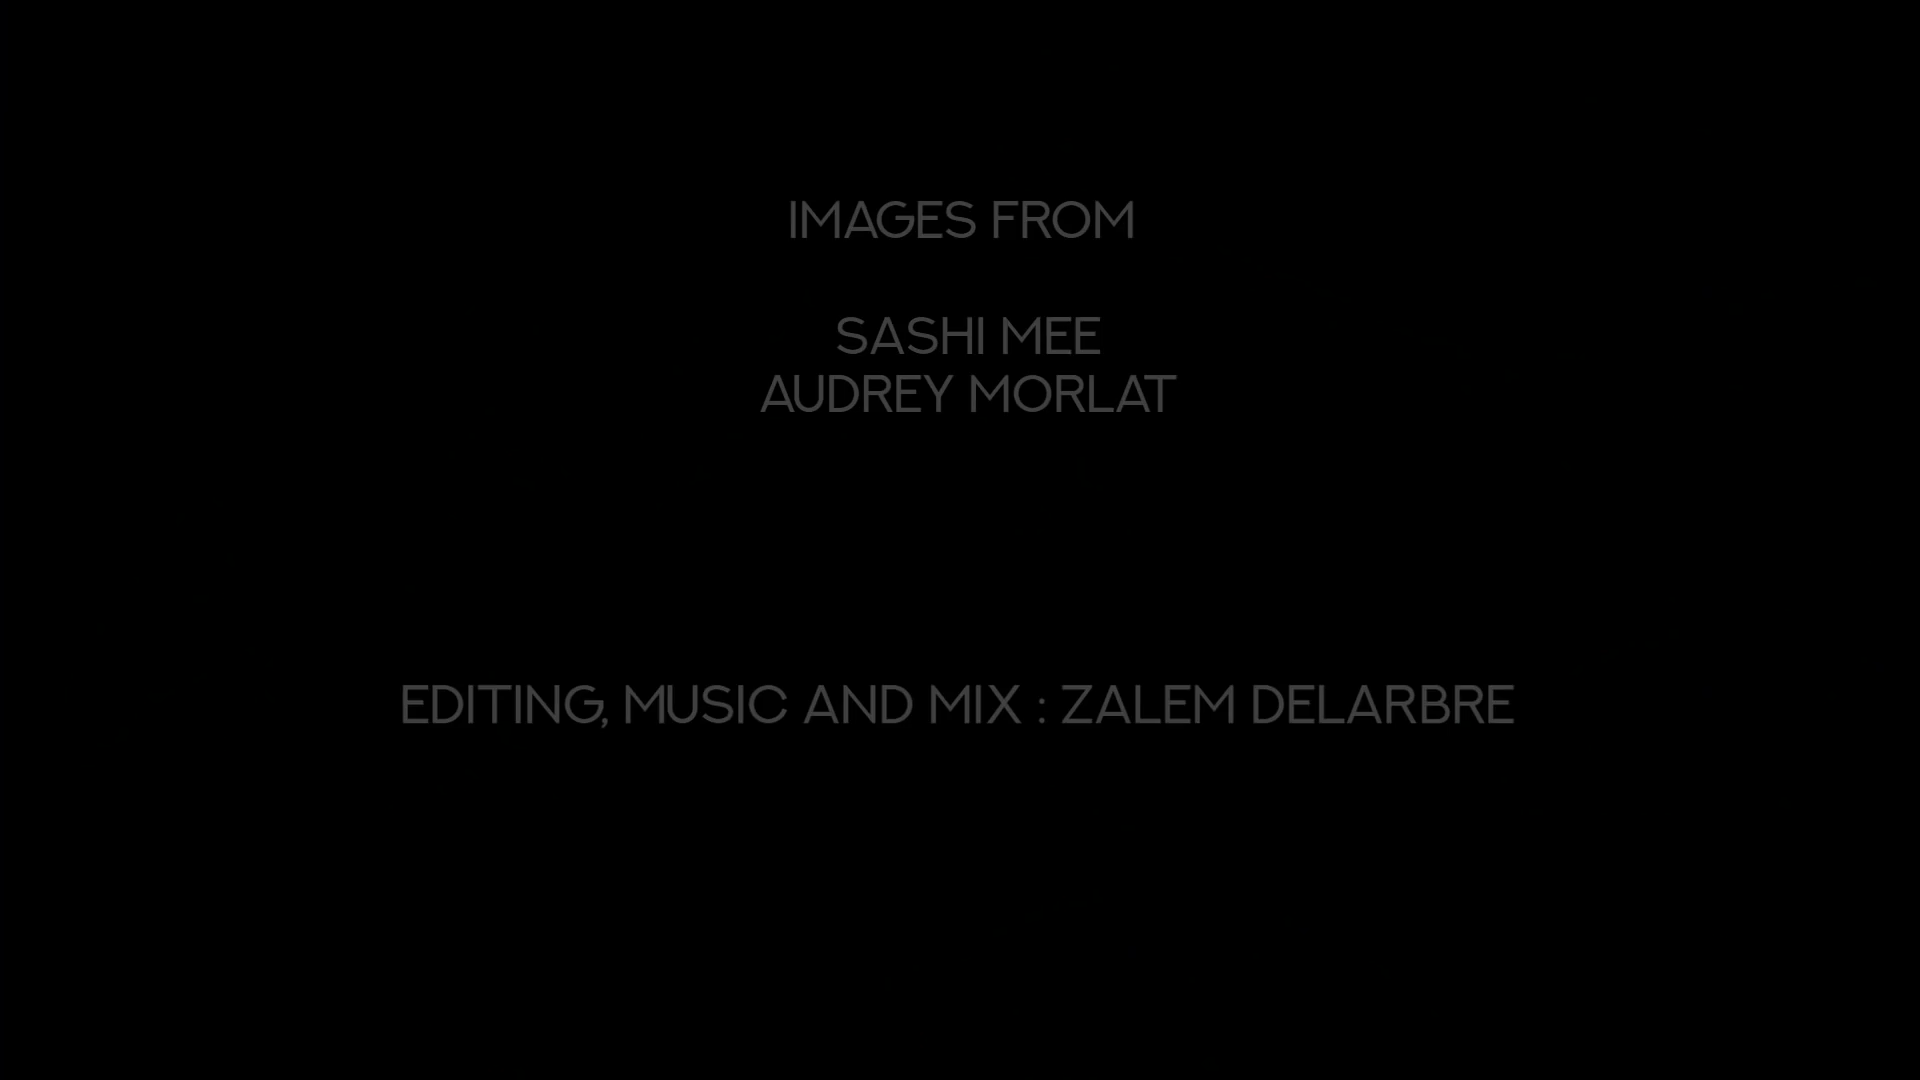 IMAGES FROM
SASHI MEE
AUDREY MORLAT
EDITING, MUSIC AND MIX : ZALEM DELARBRE